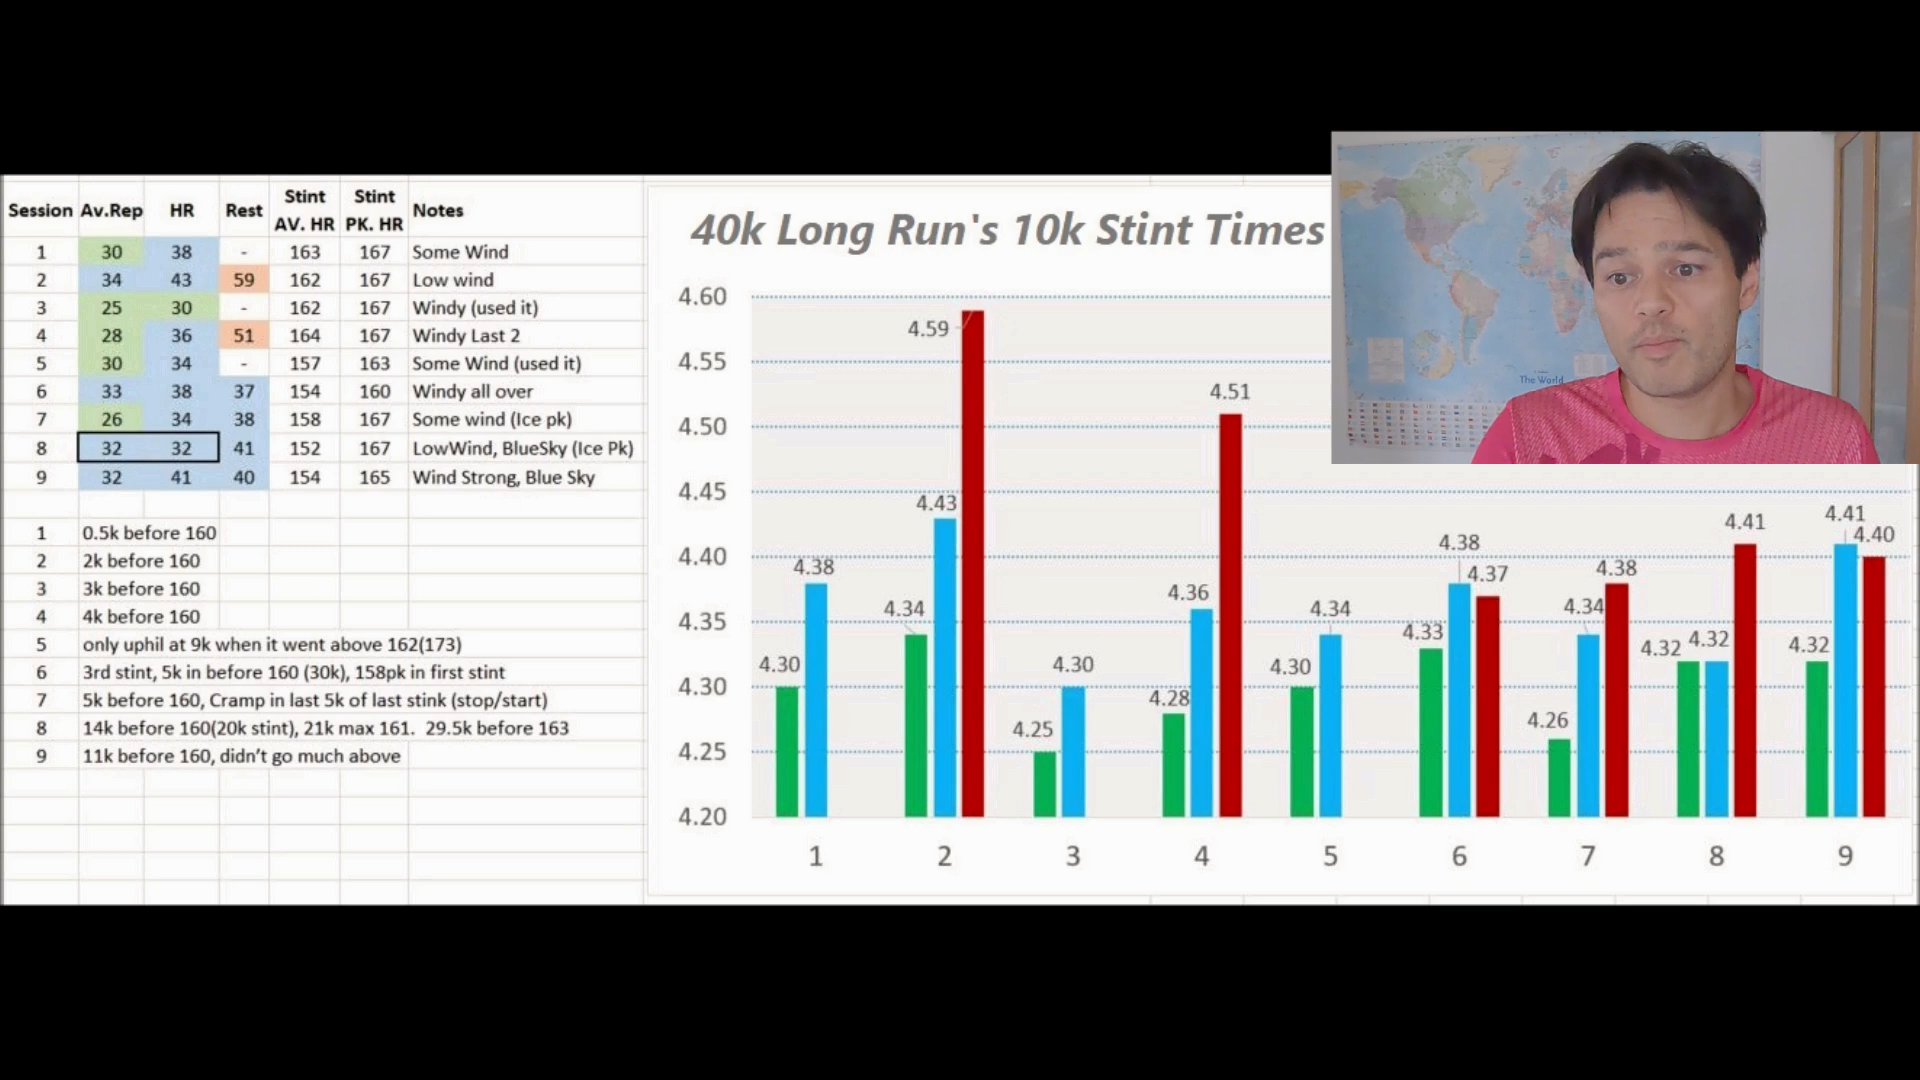 Session Av.Rep HR Rest Stint AV. HR Stint PK. HR Notes
1 30 38 - 163 167 Some Wind
2 34 43 59 162 167 Low wind
3 25 30 - 162 167 Windy (used it)
4 28 36 51 164 167 Windy Last 2
5 30 34 - 157 163 Some Wind (used it)
6 33 38 37 154 160 Windy all over
7 26 34 38 158 167 Some wind (Ice pk)
8 32 32 41 152 167 LowWind, BlueSky (Ice Pk)
9 32 41 40 154 165 Wind Strong, Blue Sky
1 0.5k before 160
2 2k before 160
3 3k before 160
4 4k before 160
5 only uphil at 9k when it went above 162(173)
6 3rd stint, 5k in before 160 (30k), 158pk in first stint
7 5k before 160, Cramp in last 5k of last stink (stop/start)
8 14k before 160(20k stint), 21k max 161. 29.5k before 163
9 11k before 160, didn't go much above
40k Long Run's 10k Stint Times
4.60
4.55
4.50
4.45
4.40
4.35
4.30
4.25
4.20
4.30 4.38
4.34 4.43 4.59
4.25 4.30
4.28 4.36 4.51
4.30 4.34
4.33 4.38 4.37
4.26 4.34 4.38
4.32 4.32 4.41
4.32 4.41 4.40
1 2 3 4 5 6 7 8 9
The World